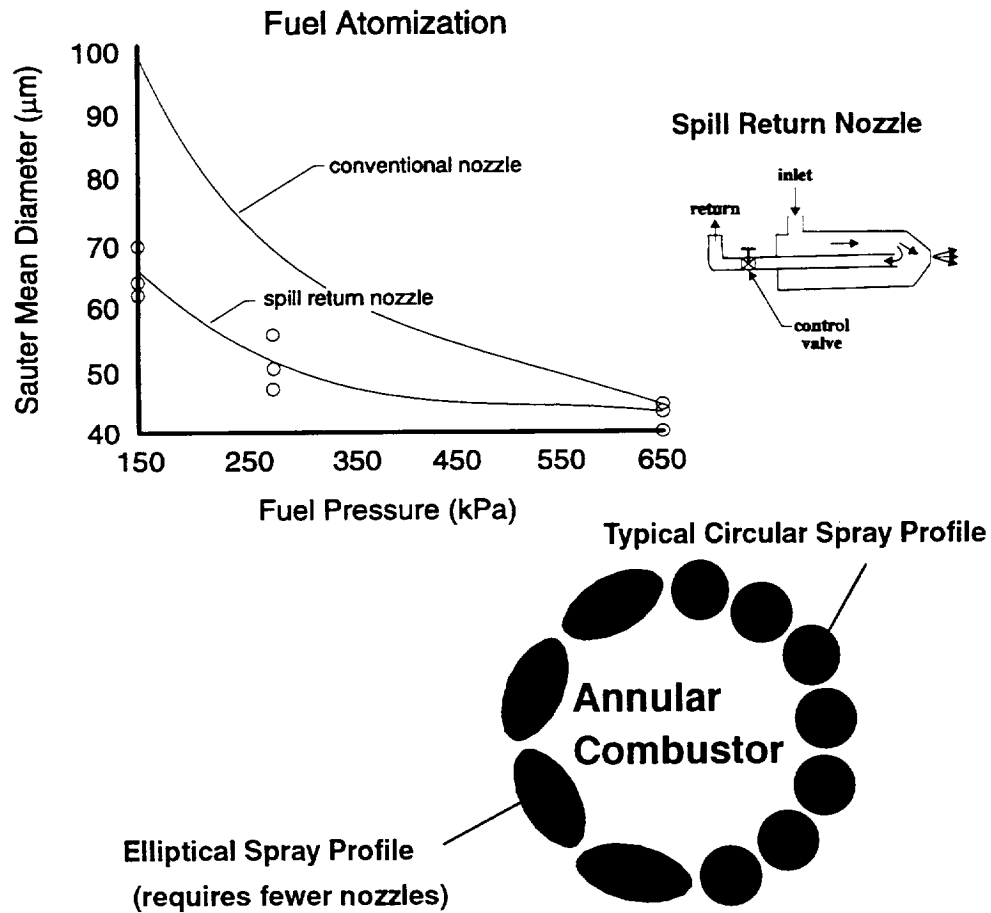 Fuel Atomization
Sauter Mean Diameter (μm)
100
90
80
70
60
50
40
conventional nozzle
spill return nozzle
150 250 350 450 550 650
Fuel Pressure (kPa)
Spill Return Nozzle
inlet
return
control
valve
Typical Circular Spray Profile
Annular
Combustor
Elliptical Spray Profile
(requires fewer nozzles)